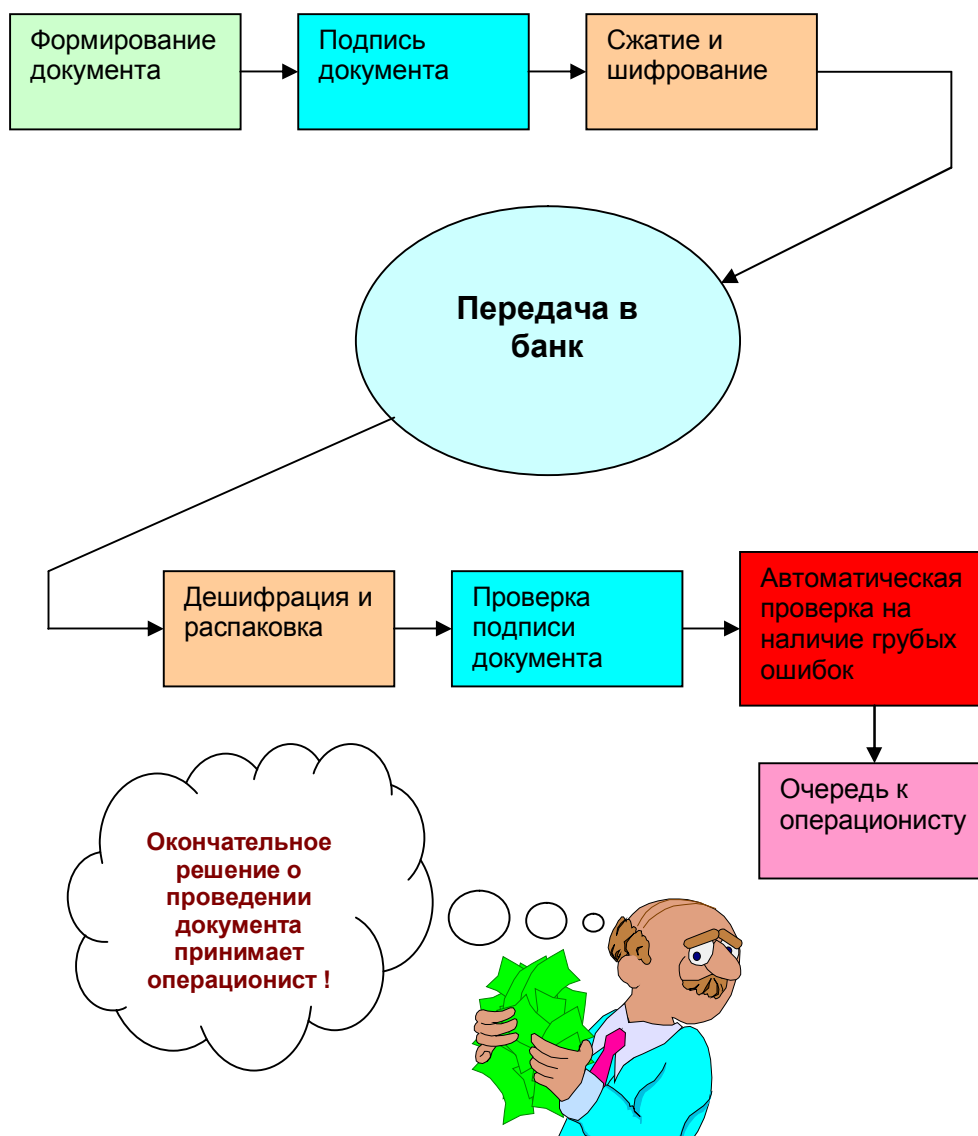 Формирование
документа
Подпись
документа
Сжатие и
шифрование
Передача в
банк
Дешифрация и
распаковка
Проверка
подписи
документа
Автоматическая
проверка на
наличие грубых
ошибок
Очередь к
операционисту
Окончательное
решение о
проведении
документа
принимает
операционист !